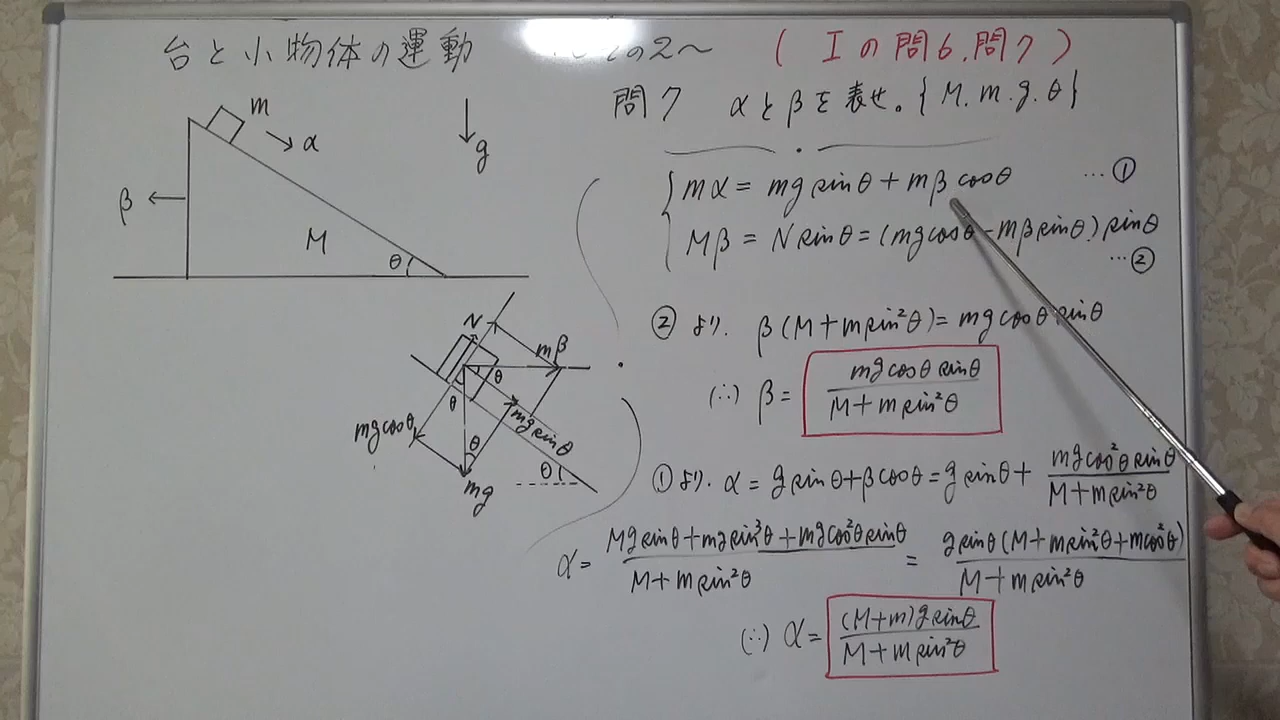 台と小物体の運動 の2〜 (Iの問6.問7)
問7 αとβを表せ。{M.m.g.θ}
m
α
g
β
M
θ
mα = mg sinθ + mβ cosθ …①
Mβ = N sinθ = (mg cosθ - mβ sinθ) sinθ
…②
②より. β(M + m sin²θ) = mg cosθ sinθ
(∴) β = mg cosθ sinθ / M + m sin²θ
N
mβ
θ
θ
mg cosθ
mg sinθ
θ
θ
mg
①より. α = g sinθ + β cosθ = g sinθ + mg cos²θ sinθ / M + m sin²θ
α = Mg sinθ + mg sin³θ + mg cos²θ sinθ / M + m sin²θ = g sinθ (M + m sin²θ + m cos²θ) / M + m sin²θ
(∴) α = (M+m)g sinθ / M + m sin²θ